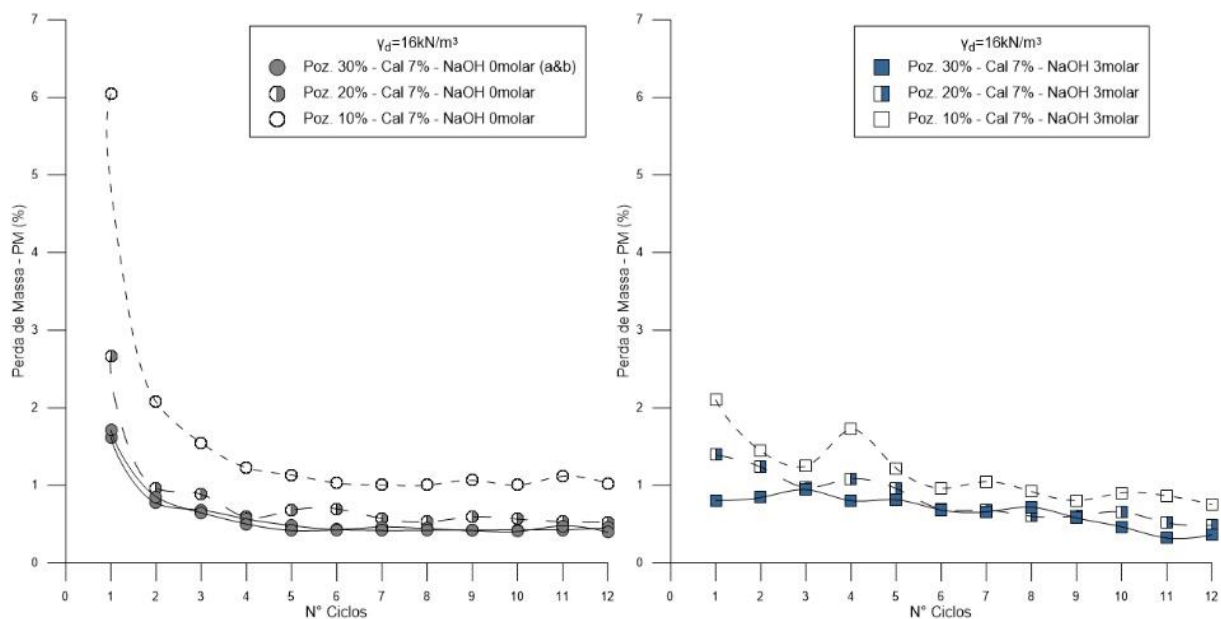 7
6
5
4
3
2
1
0
Perda de Massa - PM (%)
γd=16kN/m³
Poz. 30% - Cal 7% - NaOH 0molar (a&b)
Poz. 20% - Cal 7% - NaOH 0molar
Poz. 10% - Cal 7% - NaOH 0molar
0 1 2 3 4 5 6 7 8 9 10 11 12
N° Ciclos
7
6
5
4
3
2
1
0
Perda de Massa - PM (%)
γd=16kN/m³
Poz. 30% - Cal 7% - NaOH 3molar
Poz. 20% - Cal 7% - NaOH 3molar
Poz. 10% - Cal 7% - NaOH 3molar
0 1 2 3 4 5 6 7 8 9 10 11 12
N° Ciclos